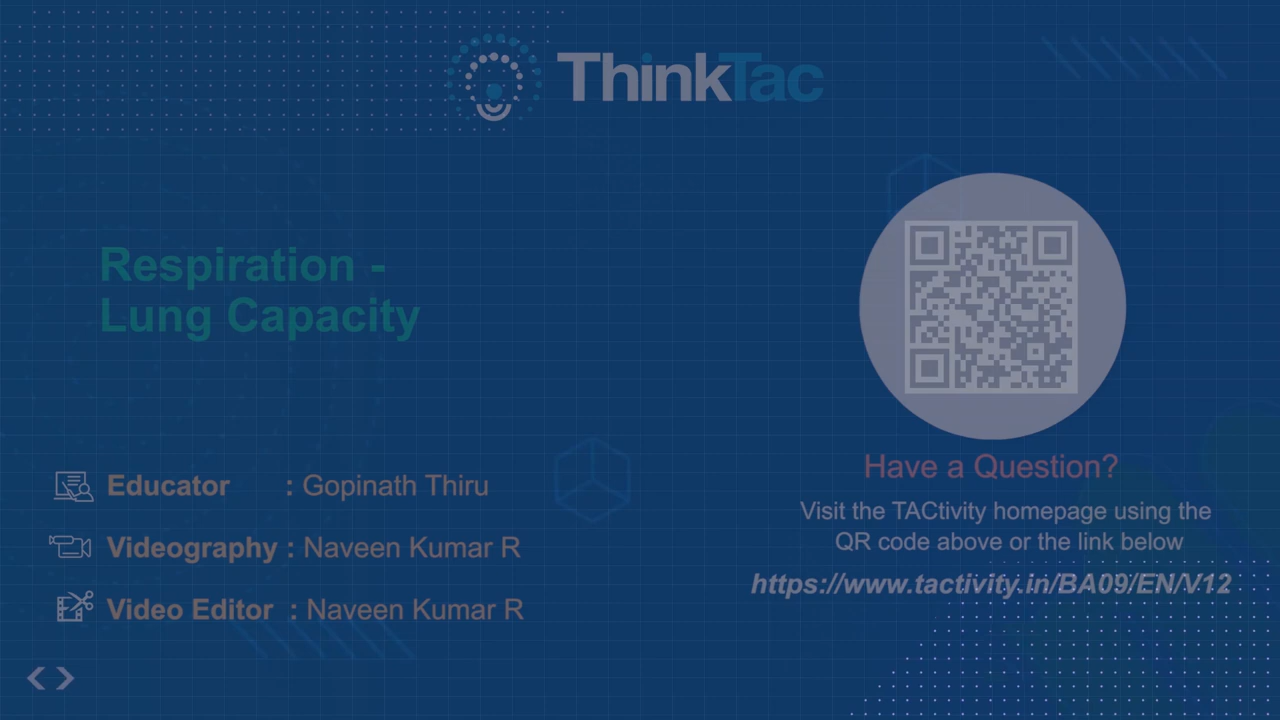 ThinkTac
Respiration -
Lung Capacity
Educator : Gopinath Thiru
Videography : Naveen Kumar R
Video Editor : Naveen Kumar R
Have a Question?
Visit the TACtivity homepage using the
QR code above or the link below
https://www.tactivity.in/BA09/EN/V12